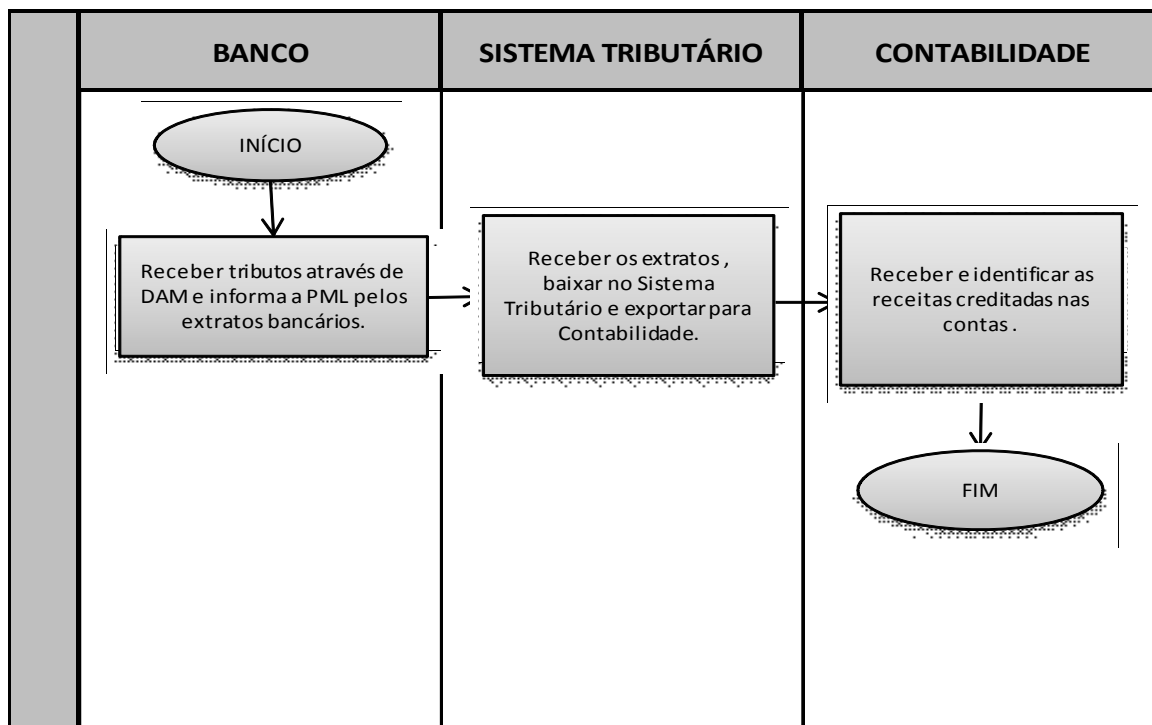 BANCO
SISTEMA TRIBUTÁRIO
CONTABILIDADE
INÍCIO
Receber tributos através de
DAM e informa a PML pelos
extratos bancários.
Receber os extratos ,
baixar no Sistema
Tributário e exportar para
Contabilidade.
Receber e identificar as
receitas creditadas nas
contas .
FIM